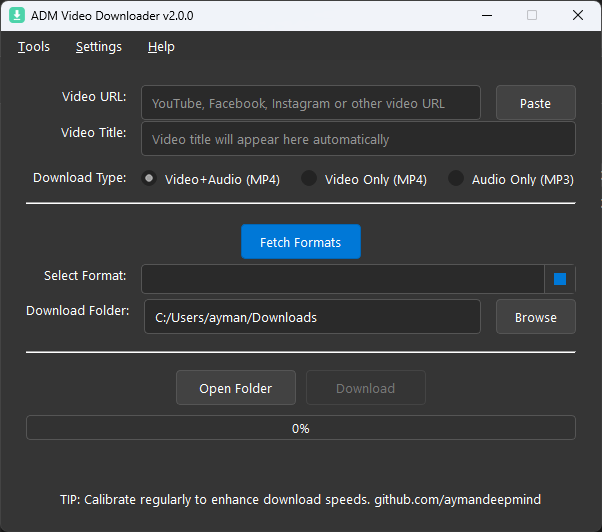 ADM Video Downloader v2.0.0
Tools Settings Help
Video URL: YouTube, Facebook, Instagram or other video URL Paste
Video Title: Video title will appear here automatically
Download Type: Video+Audio (MP4) Video Only (MP4) Audio Only (MP3)
Fetch Formats
Select Format:
Download Folder: C:/Users/ayman/Downloads Browse
Open Folder Download
0%
TIP: Calibrate regularly to enhance download speeds. github.com/aymandeepmind